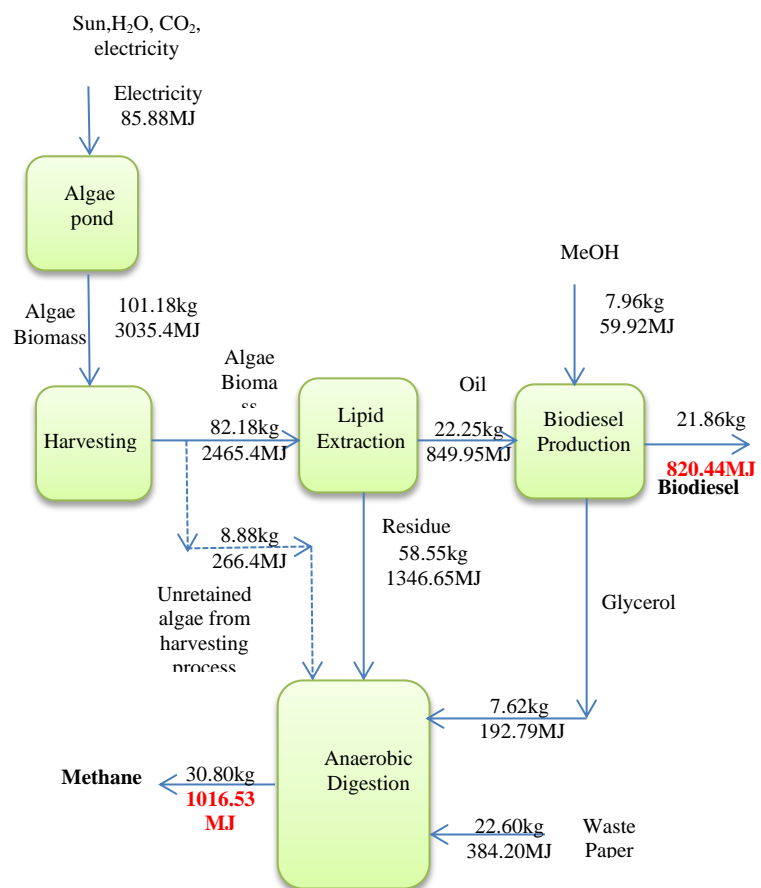 Sun,H₂O, CO₂,
electricity
Electricity
85.88MJ
Algae
pond
MeOH
7.96kg
59.92MJ
Algae
Biomass
101.18kg
3035.4MJ
Algae
Bioma
ss
Oil
Harvesting
82.18kg
2465.4MJ
Lipid
Extraction
22.25kg
849.95MJ
Biodiesel
Production
21.86kg
820.44MJ
Biodiesel
8.88kg
266.4MJ
Residue
58.55kg
1346.65MJ
Unretained
algae from
harvesting
process
Glycerol
7.62kg
192.79MJ
Anaerobic
Digestion
Methane
30.80kg
1016.53
MJ
22.60kg
384.20MJ
Waste
Paper